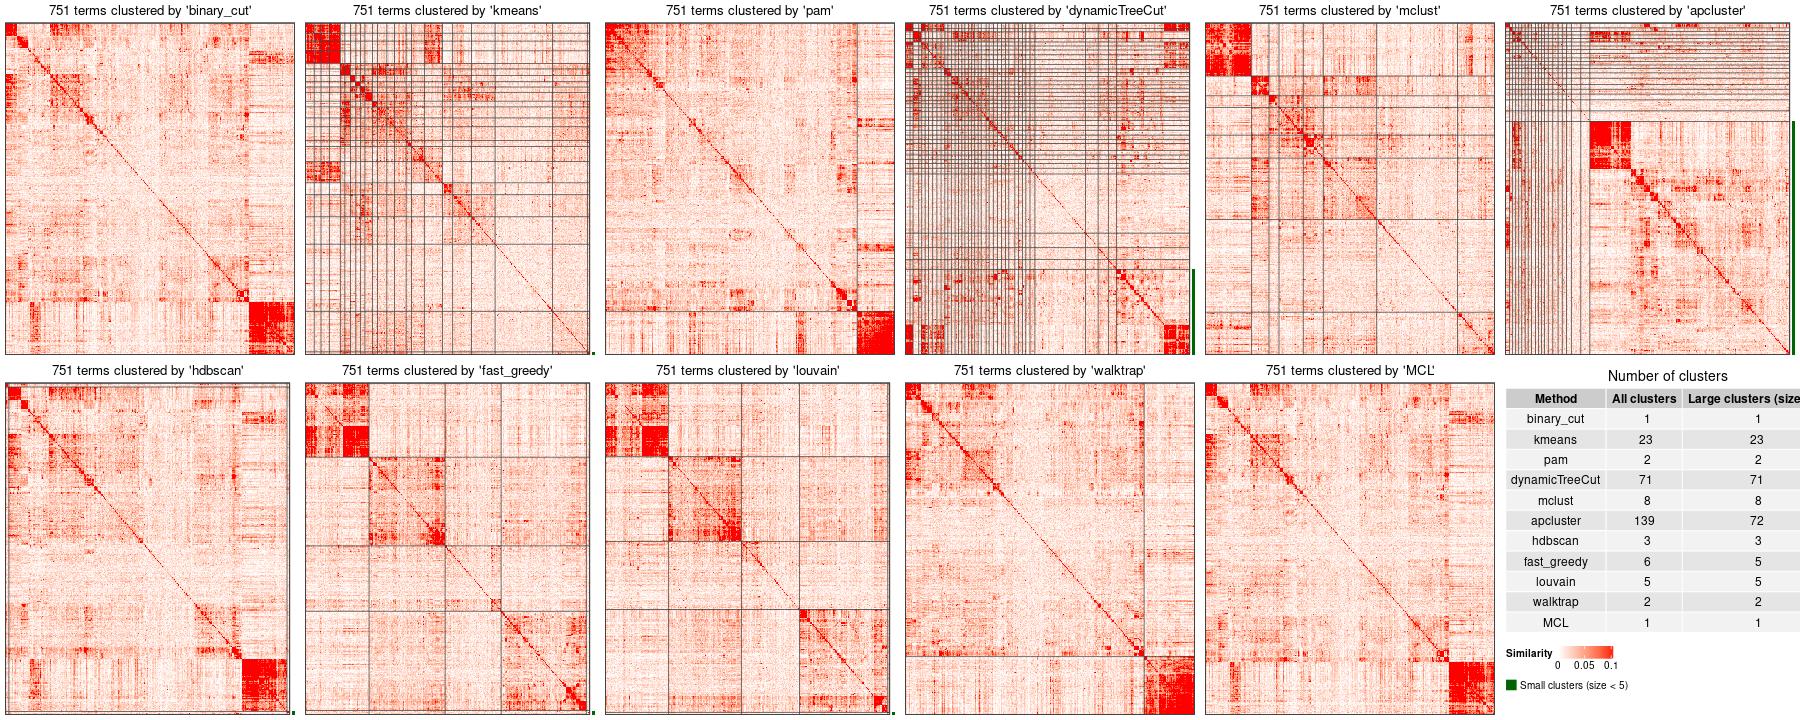 751 terms clustered by 'binary_cut'
751 terms clustered by 'kmeans'
751 terms clustered by 'pam'
751 terms clustered by 'dynamicTreeCut'
751 terms clustered by 'mclust'
751 terms clustered by 'apcluster'
751 terms clustered by 'hdbscan'
751 terms clustered by 'fast_greedy'
751 terms clustered by 'louvain'
751 terms clustered by 'walktrap'
751 terms clustered by 'MCL'
Number of clusters
Method All clusters Large clusters (size
binary_cut 1 1
kmeans 23 23
pam 2 2
dynamicTreeCut 71 71
mclust 8 8
apcluster 139 72
hdbscan 3 3
fast_greedy 6 5
louvain 5 5
walktrap 2 2
MCL 1 1
Similarity
0 0.05 0.1
Small clusters (size < 5)